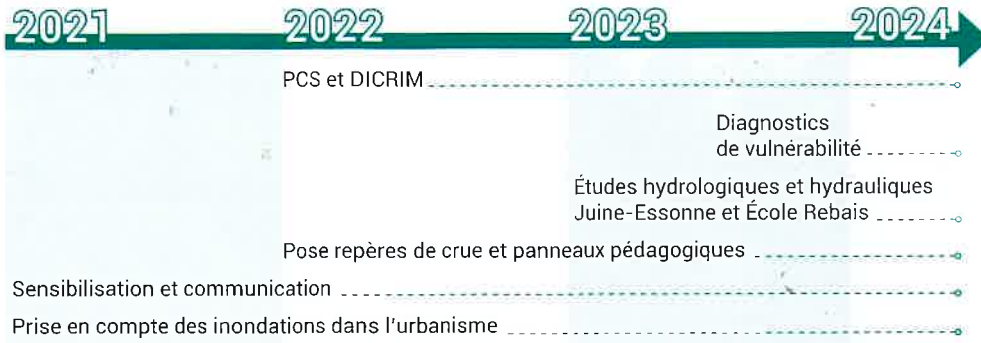 2021 2022 2023 2024
PCS et DICRIM
Diagnostics
de vulnérabilité
Études hydrologiques et hydrauliques
Juine-Essonne et École Rebais
Pose repères de crue et panneaux pédagogiques
Sensibilisation et communication
Prise en compte des inondations dans l'urbanisme